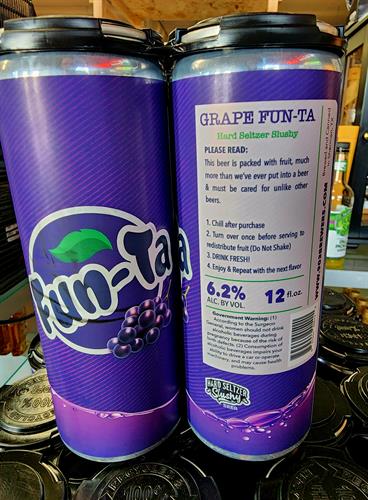 Fun-Ta
GRAPE FUN-TA
Hard Seltzer Slushy
PLEASE READ:
This beer is packed with fruit, much
more than we've ever put into a beer
& must be cared for unlike other
beers.
1. Chill after purchase
2. Turn over once before serving to
redistribute fruit (Do Not Shake)
3. DRINK FRESH!
4. Enjoy & Repeat with the next flavor
6.2%
ALC. BY VOL.
12 fl.oz.
Government Warning: (1)
According to the Surgeon
General, women should not drink
alcoholic beverages during
pregnancy because of the risk of
birth defects. (2) Consumption of
alcoholic beverages impairs your
ability to drive a car or operate
machinery, and may cause health
problems.
HARD SELTZER
Slushy